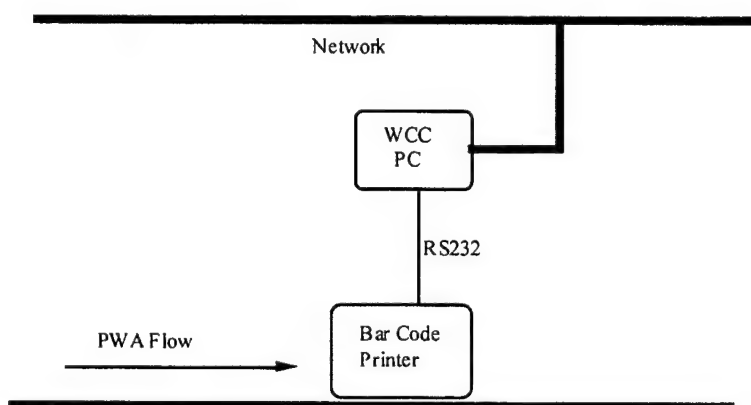 Network
WCC
PC
RS232
PWA Flow
Bar Code
Printer